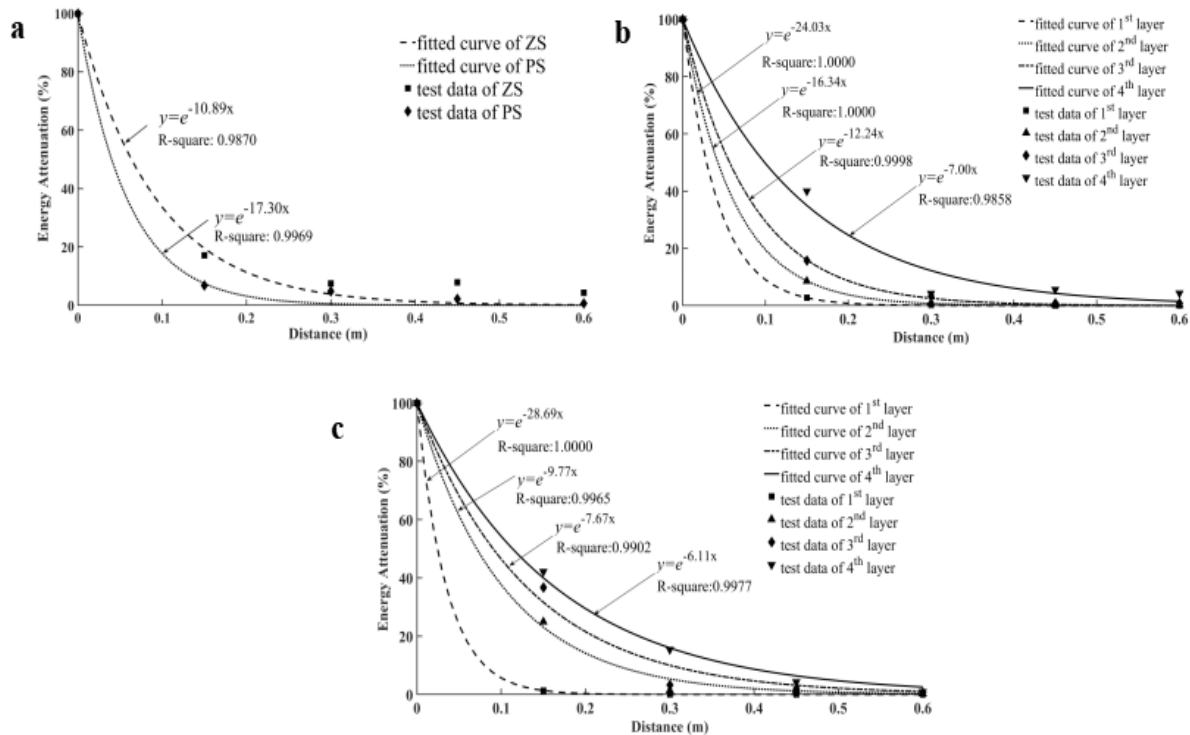 a
100
80
60
40
20
0
0
0.1
0.2
0.3
0.4
0.5
0.6
Energy Attenuation (%)
Distance (m)
fitted curve of ZS
fitted curve of PS
test data of ZS
test data of PS
y=e^-10.89x
R-square: 0.9870
y=e^-17.30x
R-square: 0.9969
b
100
80
60
40
20
0
0
0.1
0.2
0.3
0.4
0.5
0.6
Energy Attenuation (%)
Distance (m)
y=e^-24.03x
R-square:1.0000
y=e^-16.34x
R-square:1.0000
y=e^-12.24x
R-square:0.9998
y=e^-7.00x
R-square:0.9858
fitted curve of 1st layer
fitted curve of 2nd layer
fitted curve of 3rd layer
fitted curve of 4th layer
test data of 1st layer
test data of 2nd layer
test data of 3rd layer
test data of 4th layer
c
100
80
60
40
20
0
0
0.1
0.2
0.3
0.4
0.5
0.6
Energy Attenuation (%)
Distance (m)
y=e^-28.69x
R-square:1.0000
y=e^-9.77x
R-square:0.9965
y=e^-7.67x
R-square:0.9902
y=e^-6.11x
R-square:0.9977
fitted curve of 1st layer
fitted curve of 2nd layer
fitted curve of 3rd layer
fitted curve of 4th layer
test data of 1st layer
test data of 2nd layer
test data of 3rd layer
test data of 4th layer